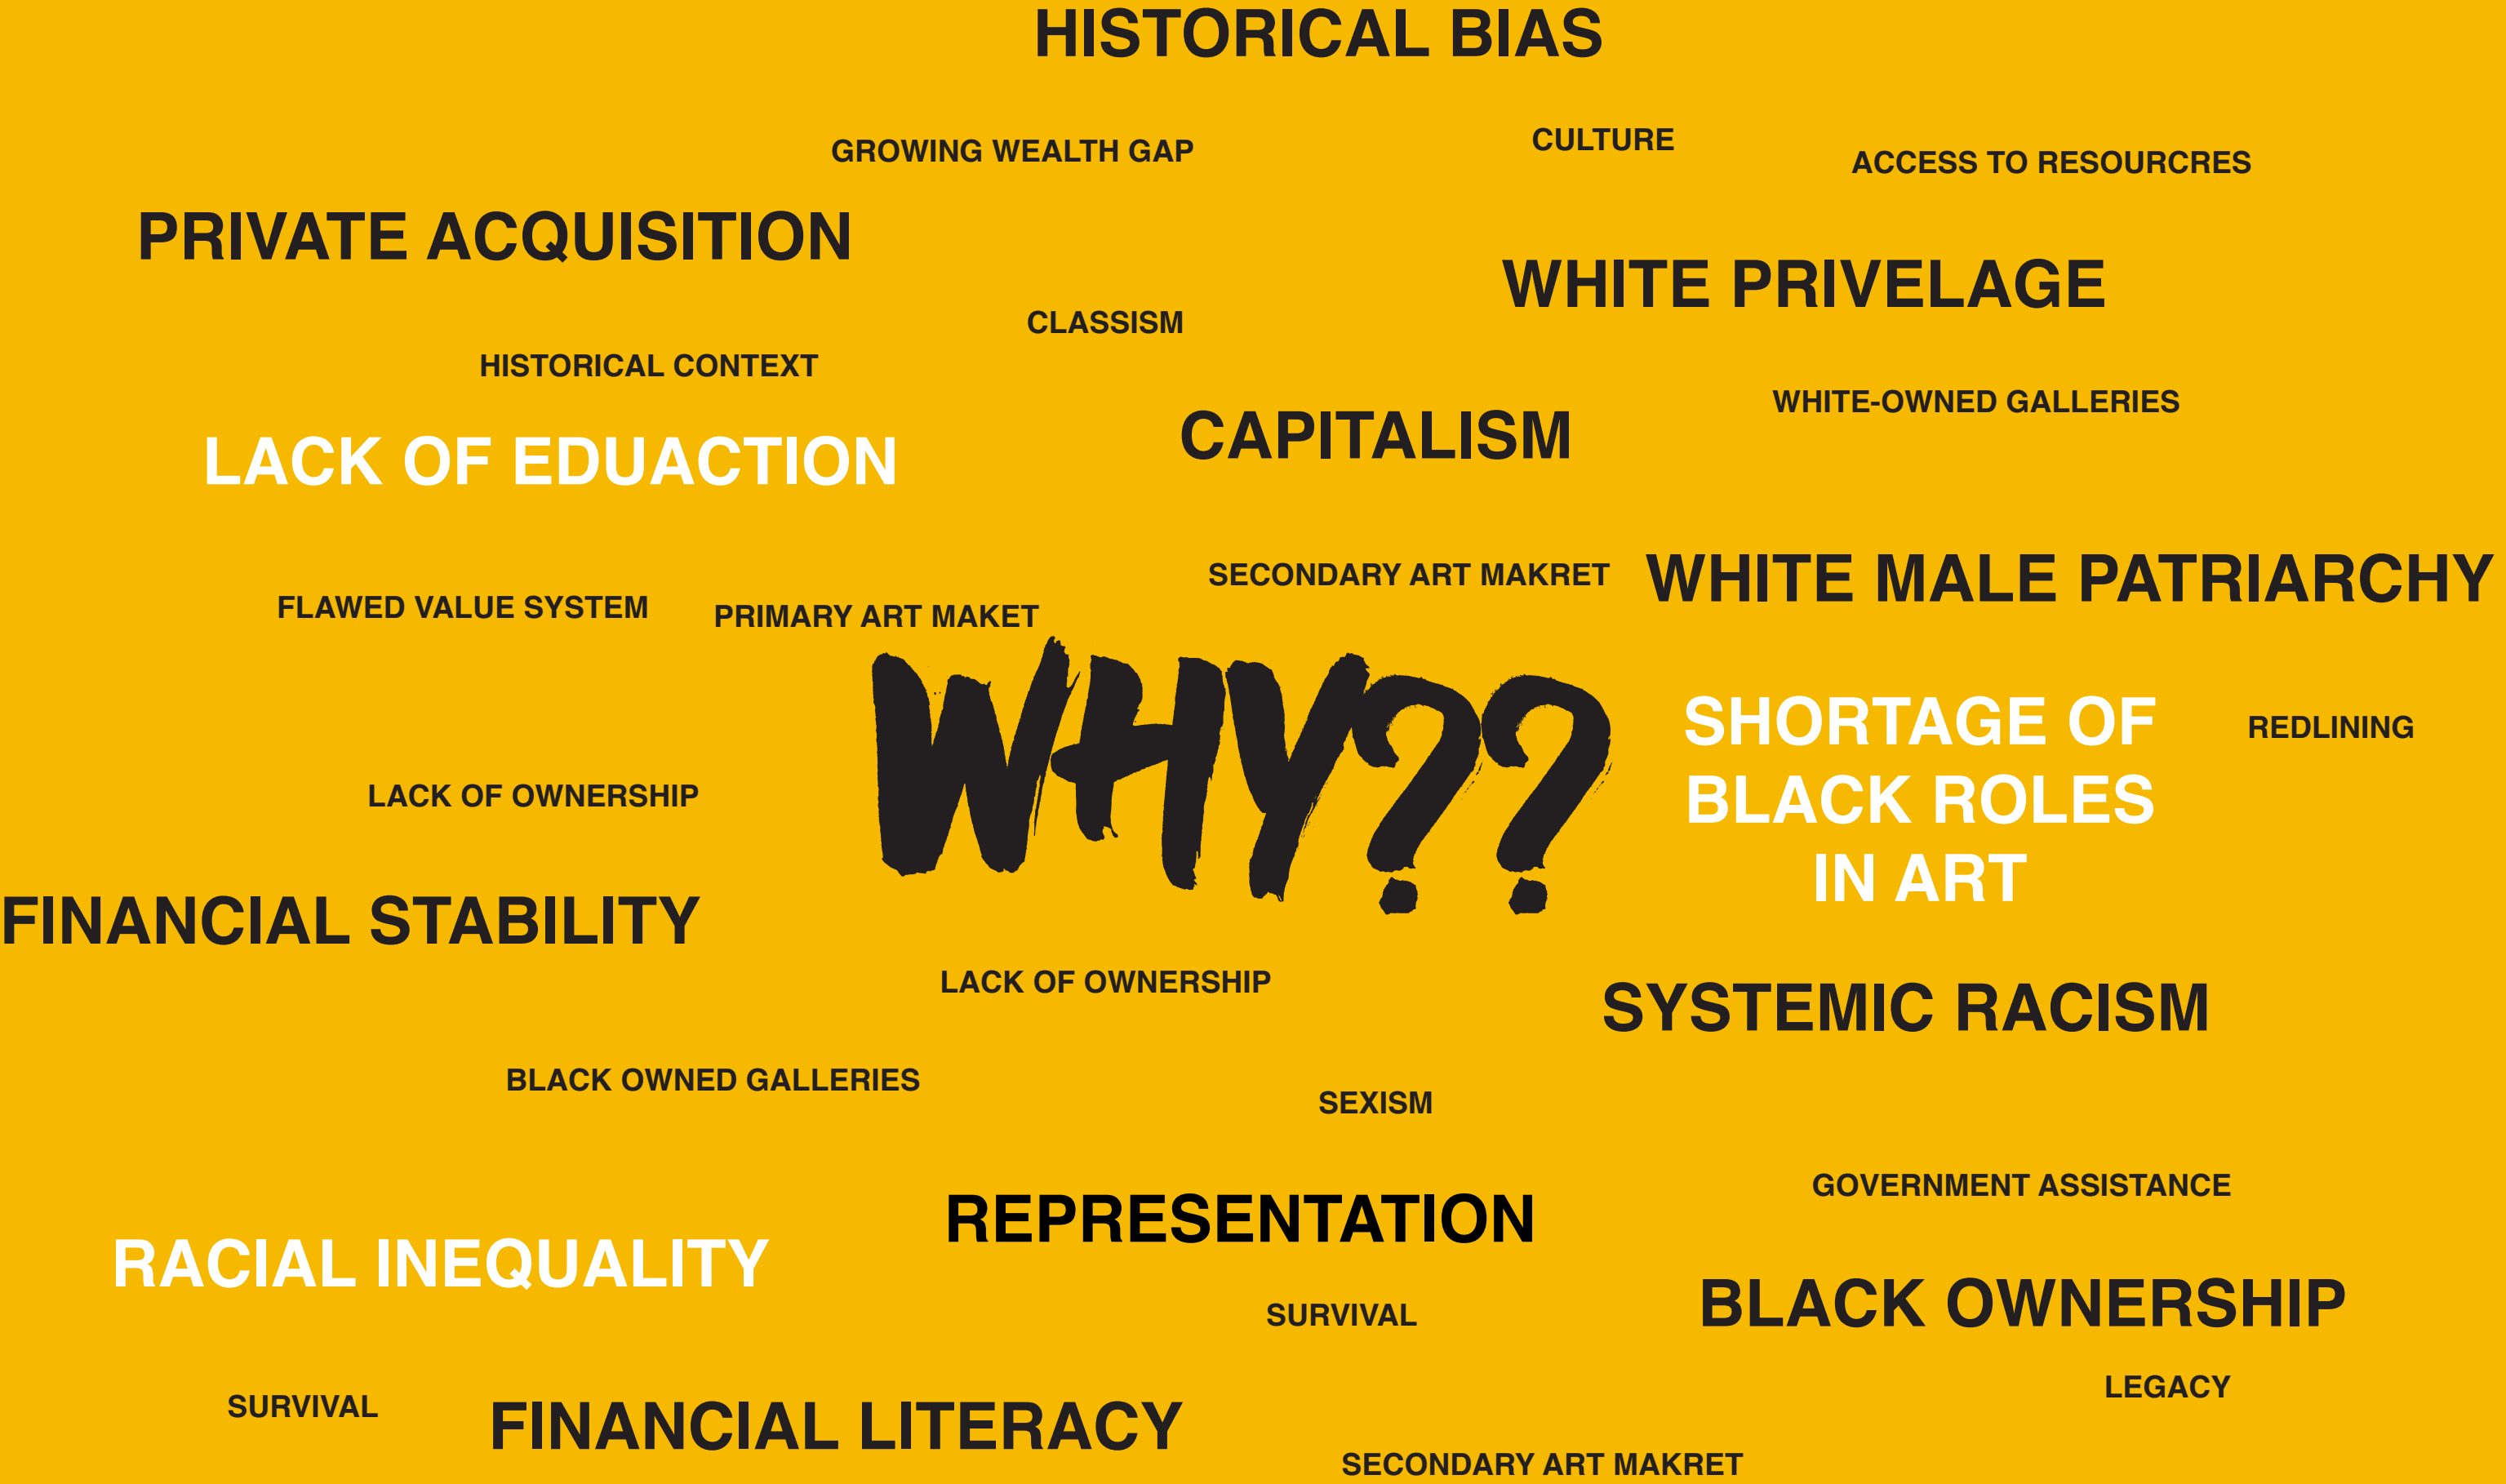 HISTORICAL BIAS
GROWING WEALTH GAP
CULTURE
ACCESS TO RESOURCRES
PRIVATE ACQUISITION
WHITE PRIVELAGE
CLASSISM
HISTORICAL CONTEXT
WHITE-OWNED GALLERIES
CAPITALISM
LACK OF EDUACTION
SECONDARY ART MAKRET
WHITE MALE PATRIARCHY
FLAWED VALUE SYSTEM
PRIMARY ART MAKET
WHY??
SHORTAGE OF
BLACK ROLES
IN ART
REDLINING
LACK OF OWNERSHIP
FINANCIAL STABILITY
LACK OF OWNERSHIP
SYSTEMIC RACISM
BLACK OWNED GALLERIES
SEXISM
GOVERNMENT ASSISTANCE
REPRESENTATION
RACIAL INEQUALITY
BLACK OWNERSHIP
SURVIVAL
LEGACY
SURVIVAL
FINANCIAL LITERACY
SECONDARY ART MAKRET